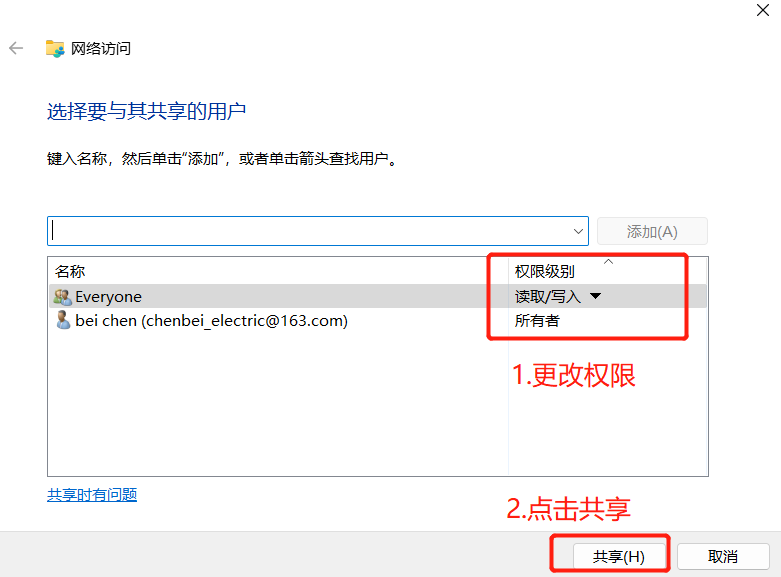 网络访问
选择要与其共享的用户
键入名称，然后单击“添加”，或者单击箭头查找用户。
添加(A)
名称 权限级别
Everyone 读取/写入
bei chen (chenbei_electric@163.com) 所有者
1.更改权限
共享时有问题
2.点击共享
共享(H) 取消